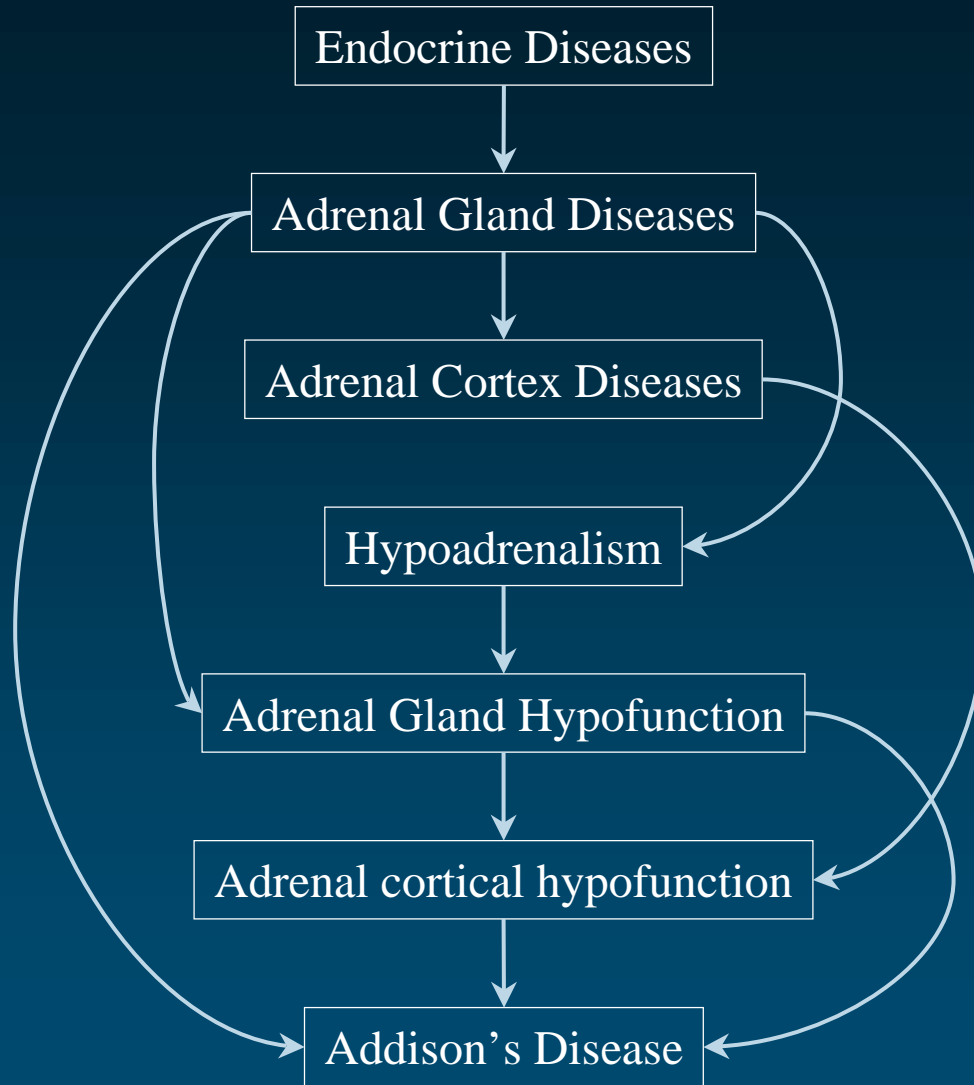 Endocrine Diseases
Adrenal Gland Diseases
Adrenal Cortex Diseases
Hypoadrenalism
Adrenal Gland Hypofunction
Adrenal cortical hypofunction
Addison’s Disease